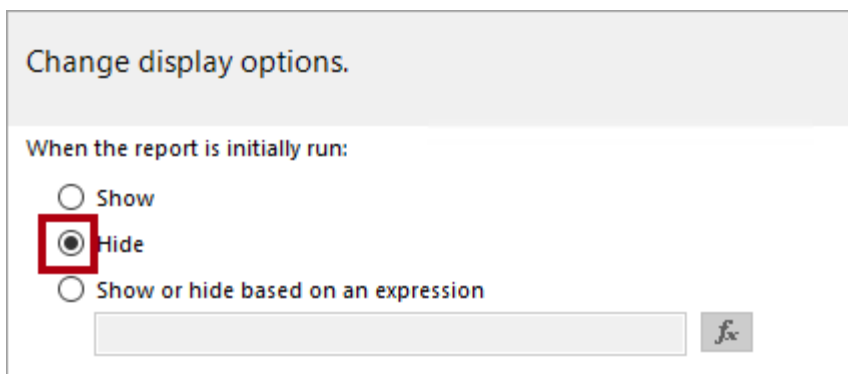 Change display options.
When the report is initially run:
Show
Hide
Show or hide based on an expression
fx